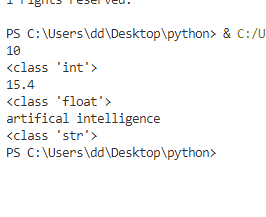 rights reserved.
PS C:\Users\dd\Desktop\python> & C:/U
10
<class 'int'>
15.4
<class 'float'>
artifical intelligence
<class 'str'>
PS C:\Users\dd\Desktop\python>